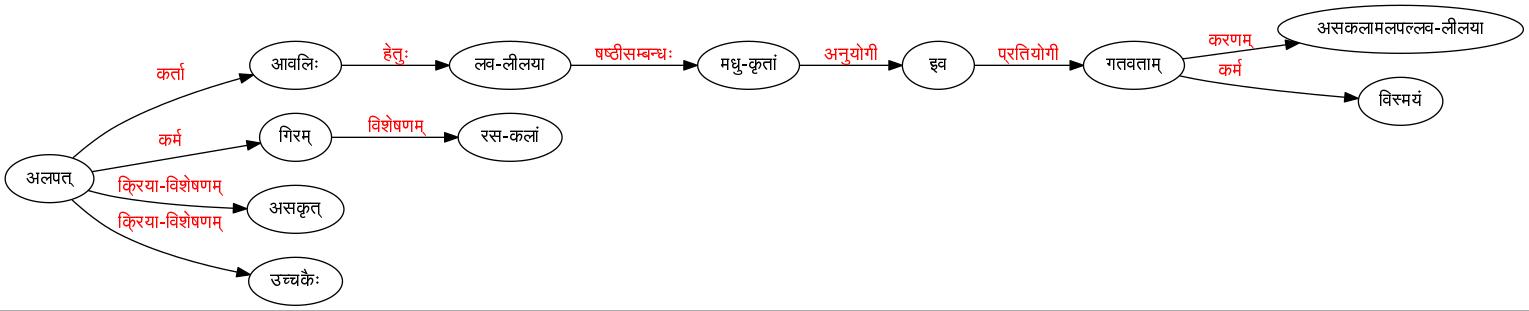 असकलामलपल्लव-लीलया
करणम्
कर्ता
आवलिः
हेतुः
लव-लीलया
षष्ठीसम्बन्धः
मधु-कृतां
अनुयोगी
इव
प्रतियोगी
गतवताम्
कर्म
विस्मयं
कर्म
गिरम्
विशेषणम्
रस-कलां
अलपत्
क्रिया-विशेषणम्
असकृत्
क्रिया-विशेषणम्
उच्चकैः